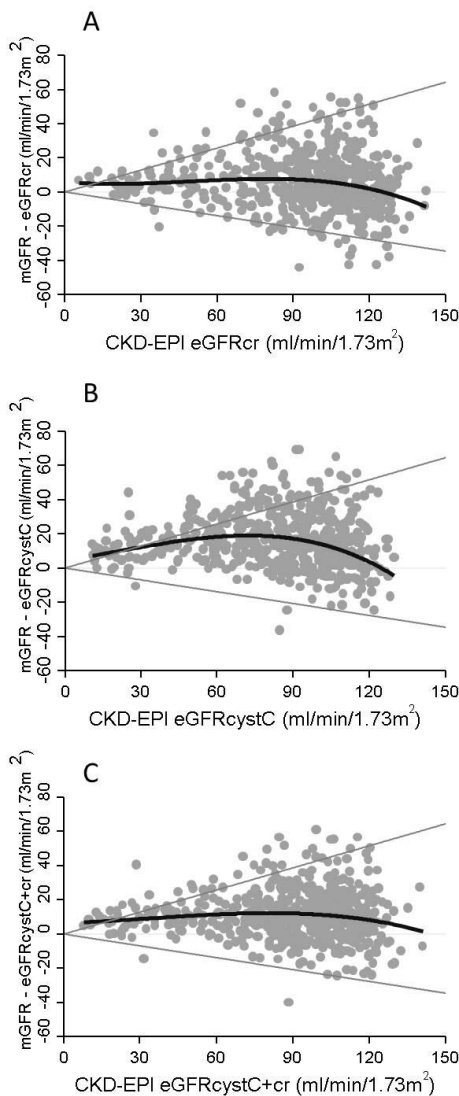 A
mGFR - eGFRcr (ml/min/1.73m²)
80
60
40
20
0
-20
-40
-60
0 30 60 90 120 150
CKD-EPI eGFRcr (ml/min/1.73m²)
B
mGFR - eGFRcystC (ml/min/1.73m²)
80
60
40
20
0
-20
-40
-60
0 30 60 90 120 150
CKD-EPI eGFRcystC (ml/min/1.73m²)
C
mGFR - eGFRcystC+cr (ml/min/1.73m²)
80
60
40
20
0
-20
-40
-60
0 30 60 90 120 150
CKD-EPI eGFRcystC+cr (ml/min/1.73m²)